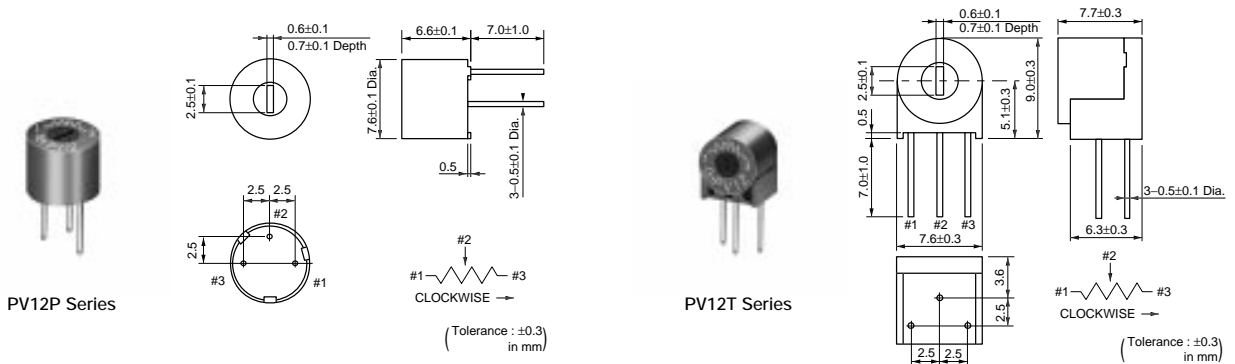 0.6±0.1
0.7±0.1 Depth
2.5±0.1
6.6±0.1
7.0±1.0
7.6±0.1 Dia.
0.5
3–0.5±0.1 Dia.
2.5 2.5
#2
2.5
#3
#1
#2
#1
#3
CLOCKWISE
PV12P Series
(Tolerance : ±0.3)
in mm
0.6±0.1
0.7±0.1 Depth
2.5±0.1
5.1±0.3
9.0±0.3
0.5
7.0±1.0
#1 #2 #3
7.6±0.3
7.7±0.3
3–0.5±0.1 Dia.
6.3±0.3
3.6
2.5
2.5 2.5
#2
#1
#3
CLOCKWISE
PV12T Series
(Tolerance : ±0.3)
in mm